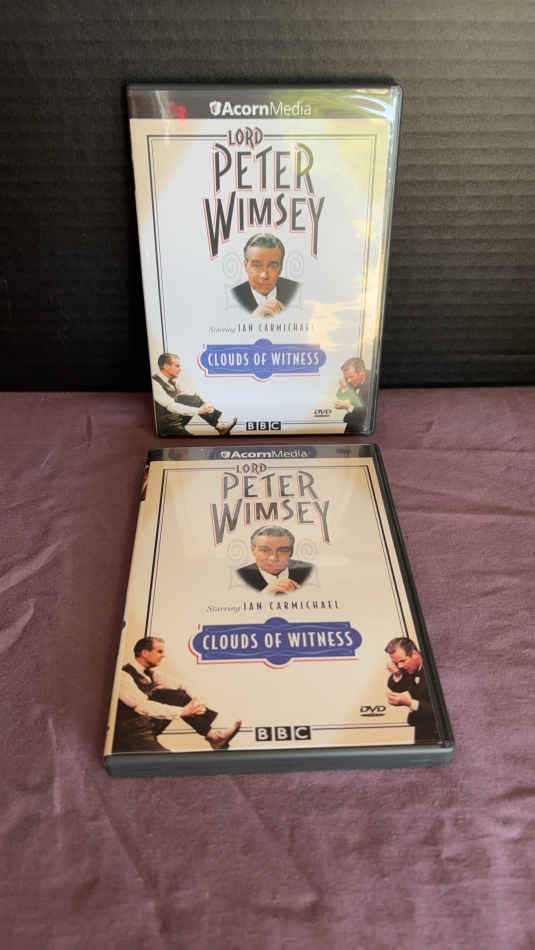 AcornMedia
LORD
PETER
WIMSEY
Starring IAN CARMICHAEL
CLOUDS OF WITNESS
DVD
BBC
AcornMedia
LORD
PETER
WIMSEY
Starring IAN CARMICHAEL
CLOUDS OF WITNESS
DVD
BBC